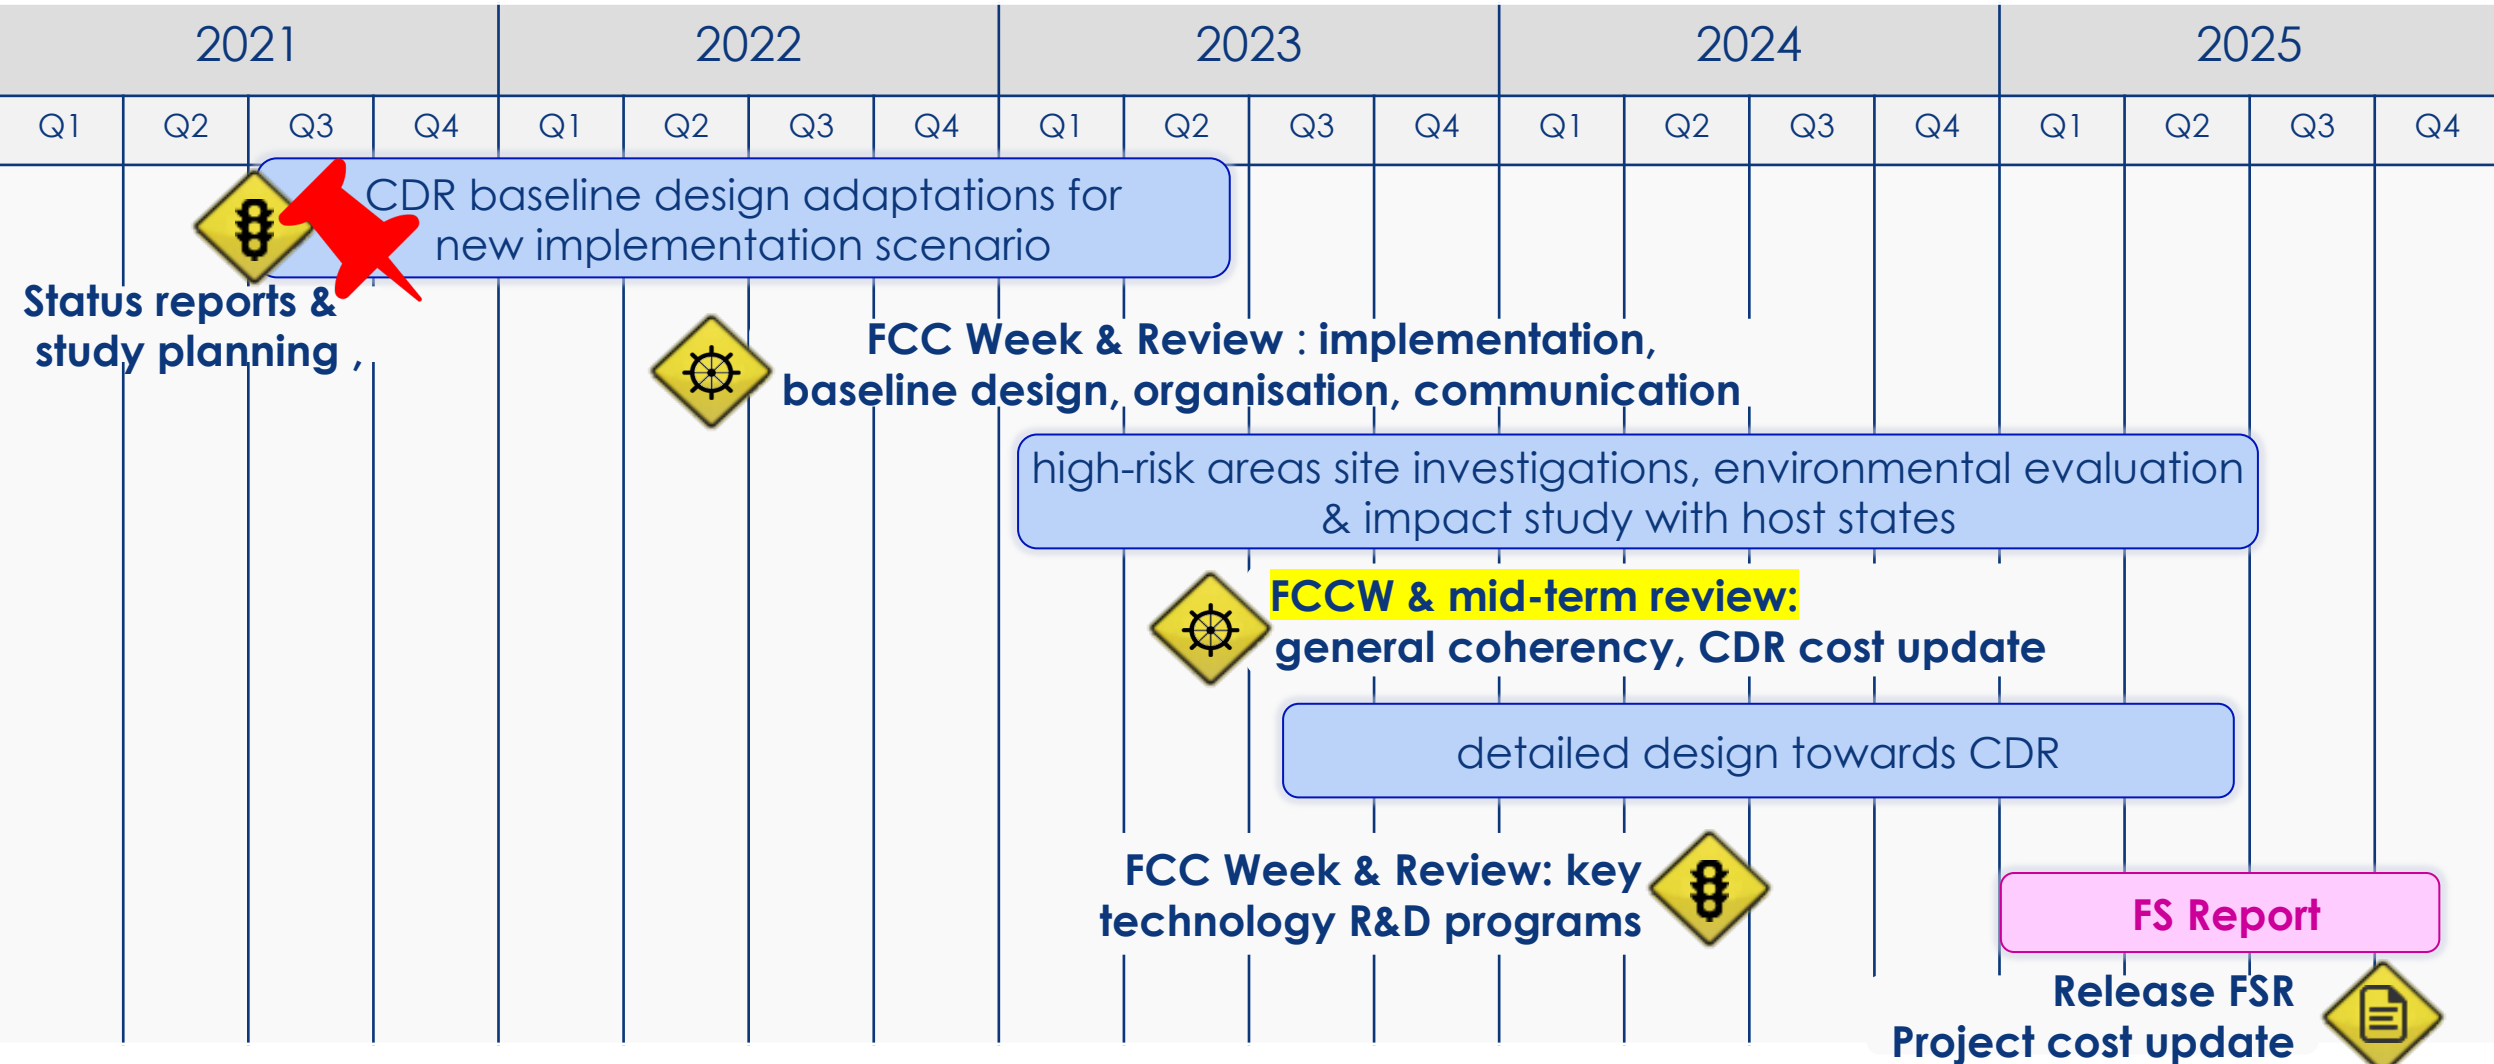 2021 2022 2023 2024 2025
Q1 Q2 Q3 Q4 Q1 Q2 Q3 Q4 Q1 Q2 Q3 Q4 Q1 Q2 Q3 Q4 Q1 Q2 Q3 Q4
CDR baseline design adaptations for
new implementation scenario
Status reports &
study planning ,
FCC Week & Review : implementation,
baseline design, organisation, communication
high-risk areas site investigations, environmental evaluation
& impact study with host states
FCCW & mid-term review:
general coherency, CDR cost update
detailed design towards CDR
FCC Week & Review: key
technology R&D programs
FS Report
Release FSR
Project cost update